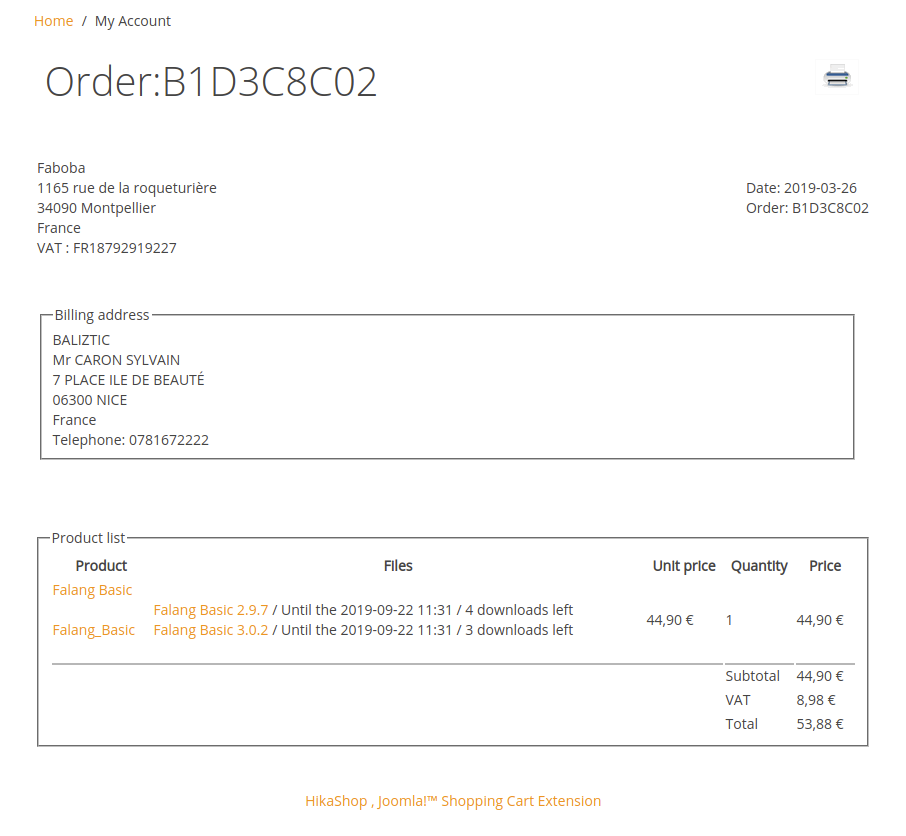 Home / My Account
Order:B1D3C8C02
Faboba
1165 rue de la roqueturière
34090 Montpellier
France
VAT : FR18792919227
Date: 2019-03-26
Order: B1D3C8C02
Billing address
BALIZTIC
Mr CARON SYLVAIN
7 PLACE ILE DE BEAUTÉ
06300 NICE
France
Telephone: 0781672222
Product list
Product Files Unit price Quantity Price
Falang Basic
Falang Basic 2.9.7 / Until the 2019-09-22 11:31 / 4 downloads left
44,90 € 1 44,90 €
Falang_Basic Falang Basic 3.0.2 / Until the 2019-09-22 11:31 / 3 downloads left
Subtotal 44,90 €
VAT 8,98 €
Total 53,88 €
HikaShop , Joomla!™ Shopping Cart Extension